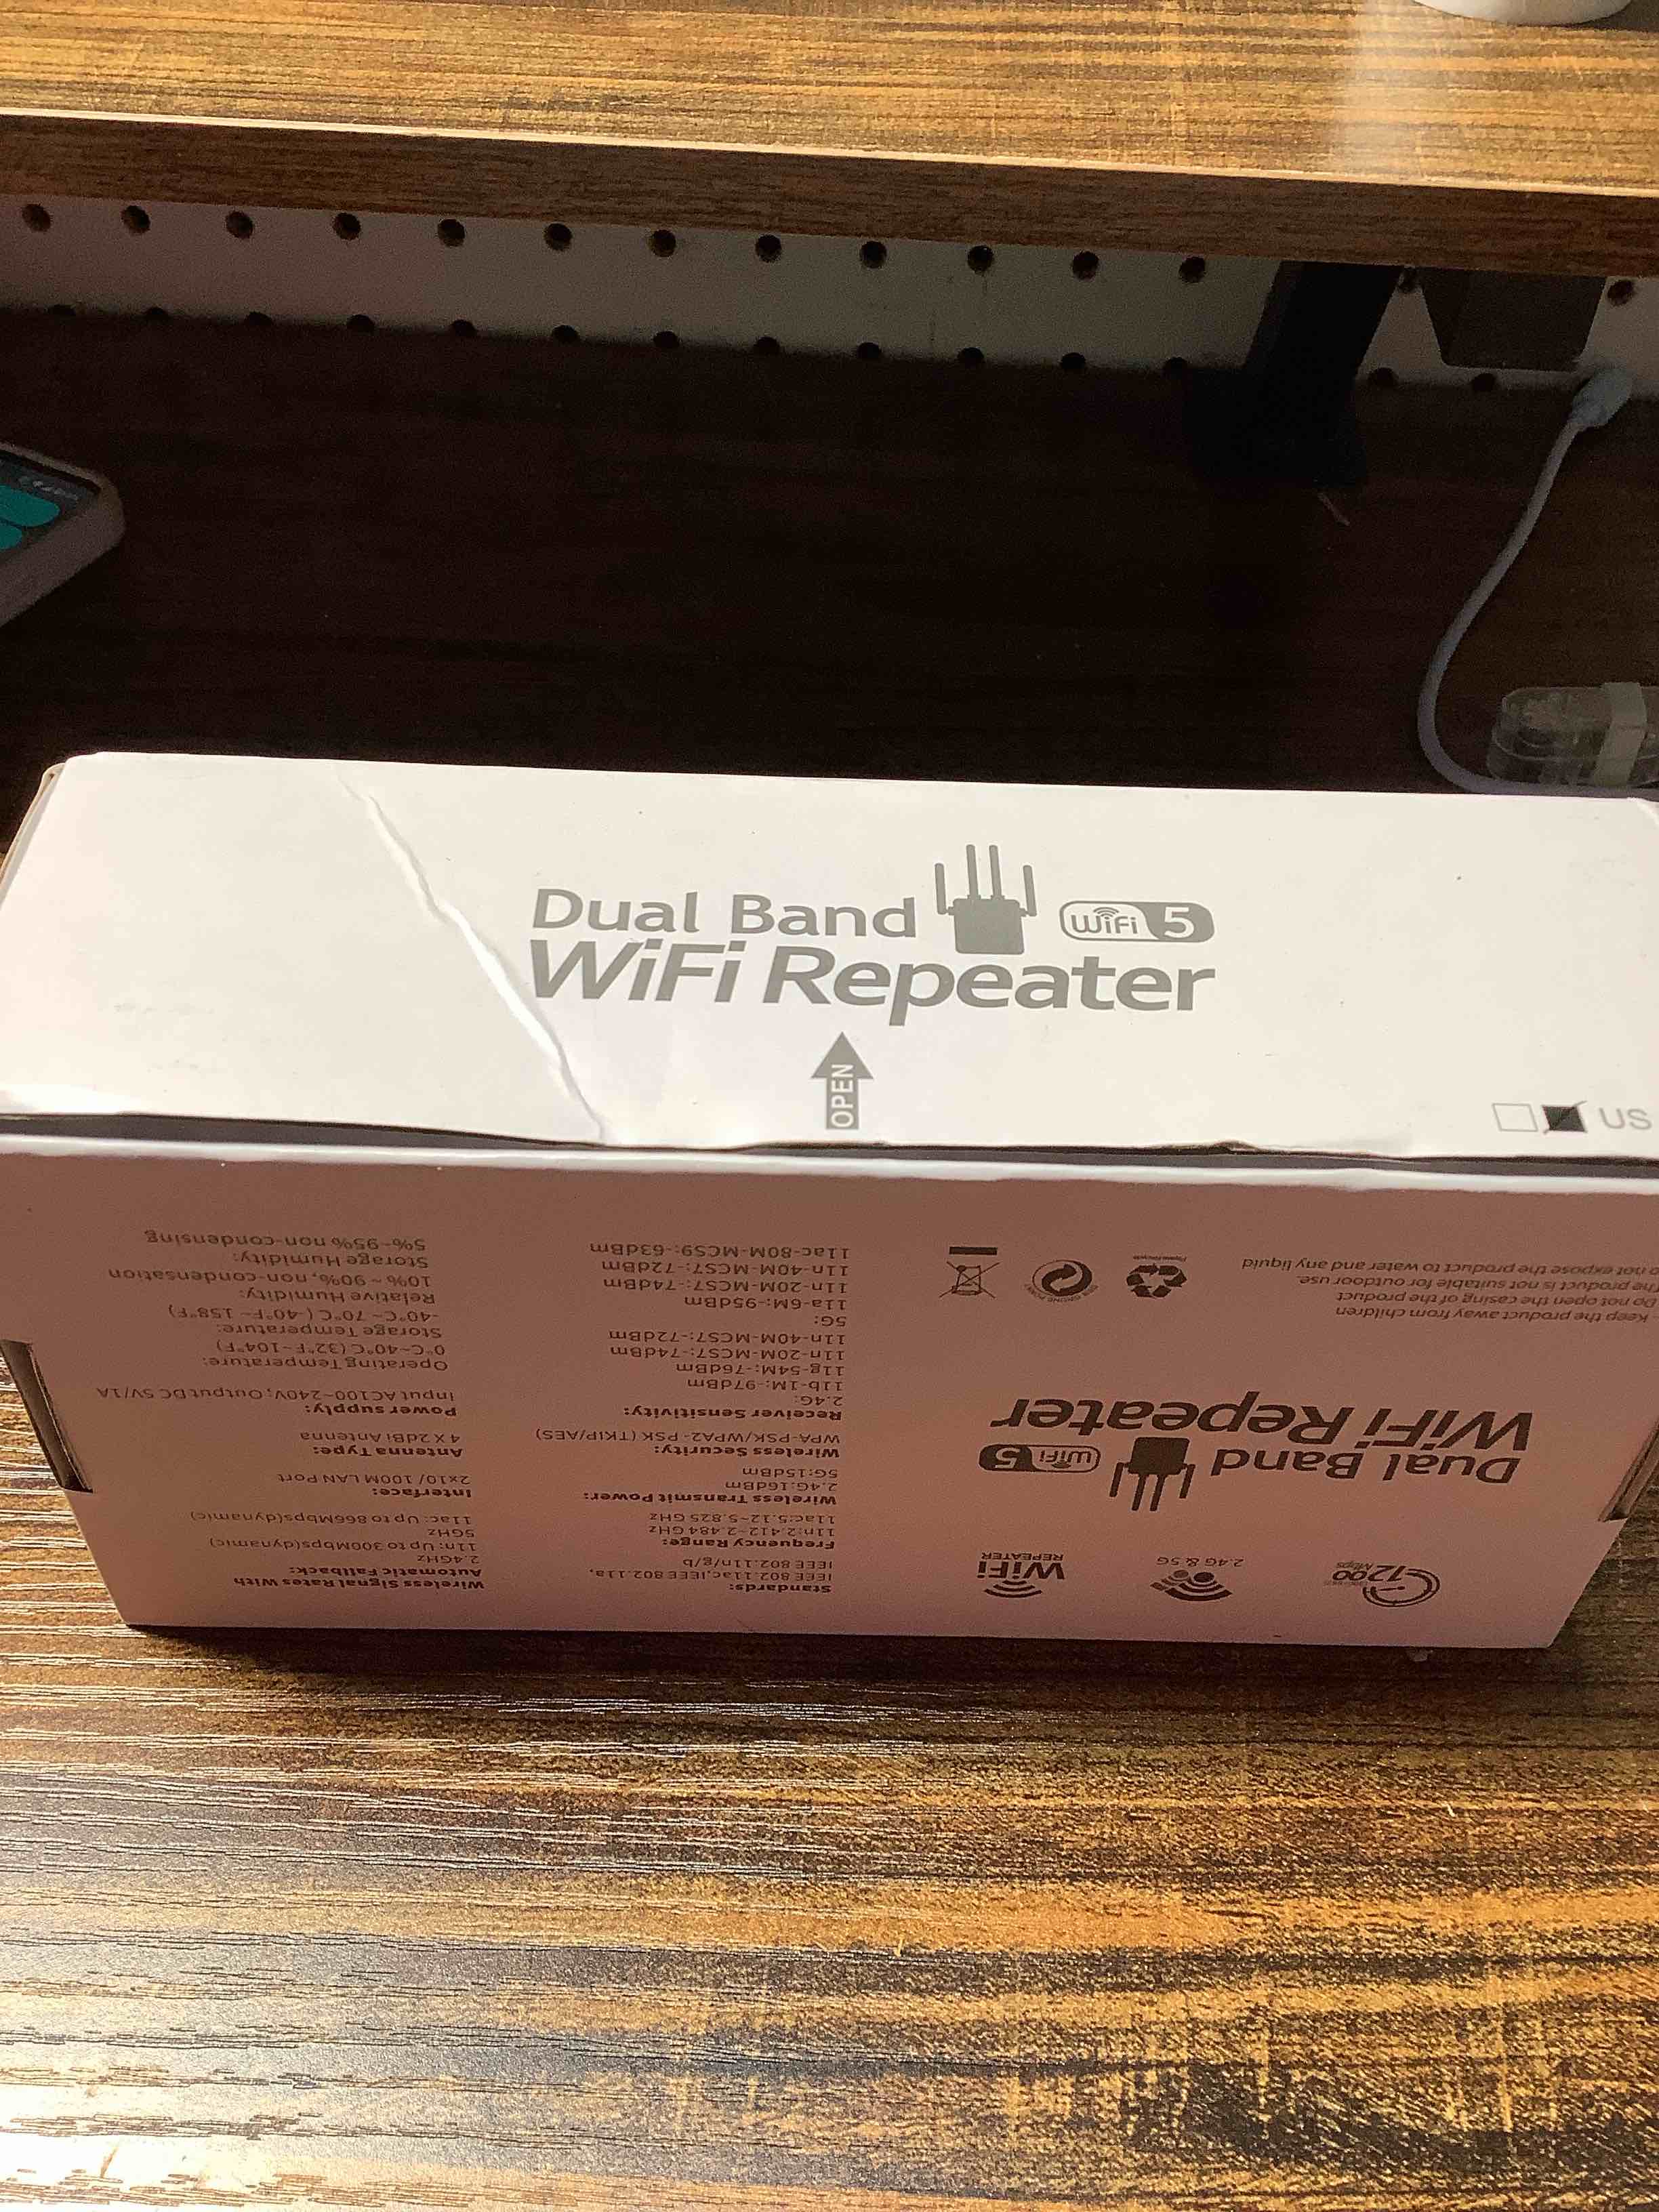 Dual Band
WiFi 5
WiFi Repeater
OPEN
US
1200
Mbps
2.4G & 5G
WiFi
REPEATER
Dual Band
WiFi 5
WiFi Repeater
Keep the product away from children
Do not open the casing of the product
The product is not suitable for outdoor use.
not expose the product to water and any liquid
Standards:
IEEE 802.11ac,IEEE 802.11a,
IEEE 802.11n/g/b
Frequency Range:
11n:2.412~2.484 GHz
11ac:5.12~5.825 GHz
Wireless Transmit Power:
2.4G:16dBm
5G:15dBm
Wireless Security:
WPA-PSK/WPA2-PSK (TKIP/AES)
Receiver Sensitivity:
2.4G:
11b-1M:-97dBm
11g-54M:-76dBm
11n-20M-MCS7:-74dBm
11n-40M-MCS7:-72dBm
5G:
11a-6M:-95dBm
11n-20M-MCS7:-74dBm
11n-40M-MCS7:-72dBm
11ac-80M-MCS9:-63dBm
Wireless Signal Rates With
Automatic Fallback:
2.4GHz
11n: Up to 300Mbps(dynamic)
5GHz
11ac: Up to 866Mbps(dynamic)
Interface:
2x10/100M LAN Port
Antenna Type:
4 X 2dBi Antenna
Power supply:
Input AC100~240V; Output DC 5V/1A
Operating Temperature:
0°C~40°C (32°F~104°F)
Storage Temperature:
-40°C~70°C (-40°F~158°F)
Relative Humidity:
10% ~ 90%, non-condensation
Storage Humidity:
5%~95% non-condensing